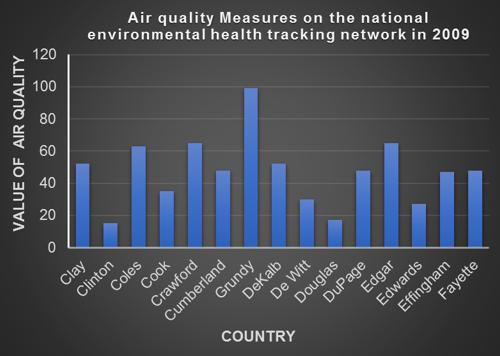 Air quality Measures on the national
environmental health tracking network in 2009
VALUE OF AIR QUALITY
120
100
80
60
40
20
0
Clay
Clinton
Coles
Cook
Crawford
Cumberland
Grundy
DeKalb
De Witt
Douglas
DuPage
Edgar
Edwards
Effingham
Fayette
COUNTRY